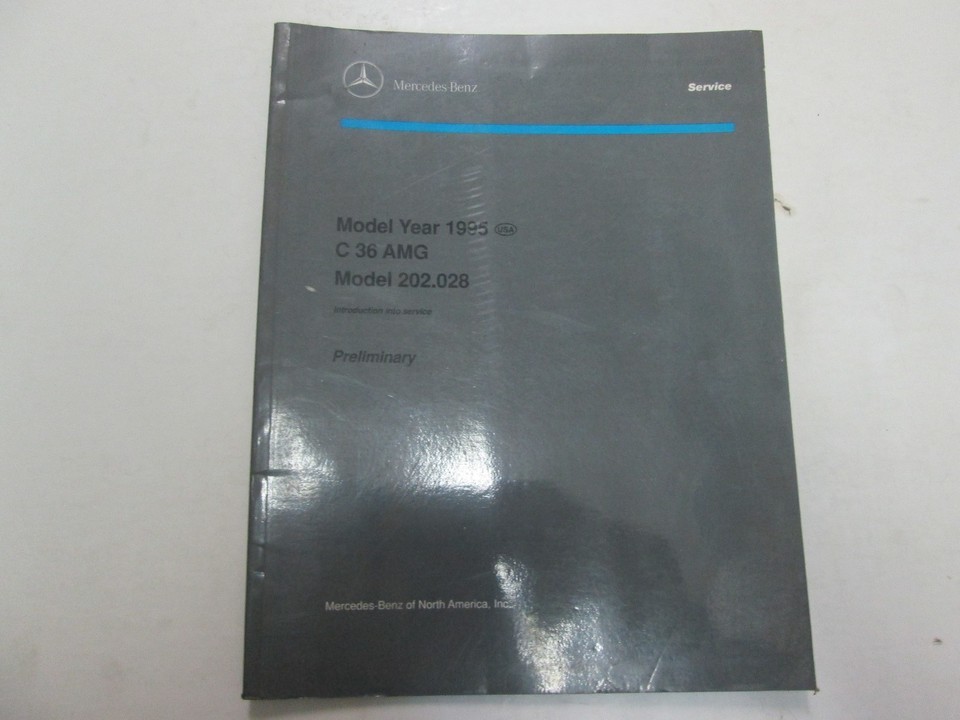 Mercedes-Benz
Service
Model Year 1995 USA
C 36 AMG
Model 202.028
Introduction into service
Preliminary
Mercedes-Benz of North America, Inc.